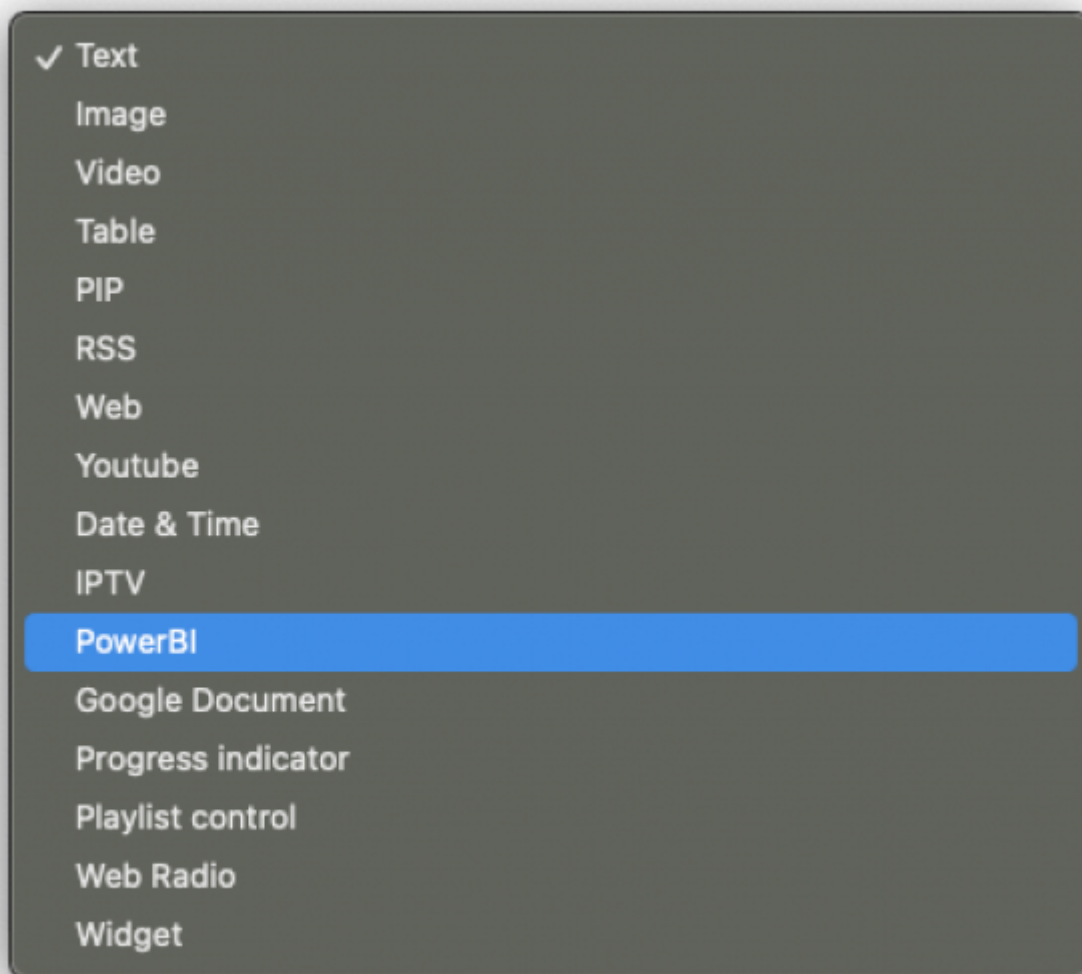 ✓ Text
Image
Video
Table
PIP
RSS
Web
Youtube
Date & Time
IPTV
PowerBI
Google Document
Progress indicator
Playlist control
Web Radio
Widget